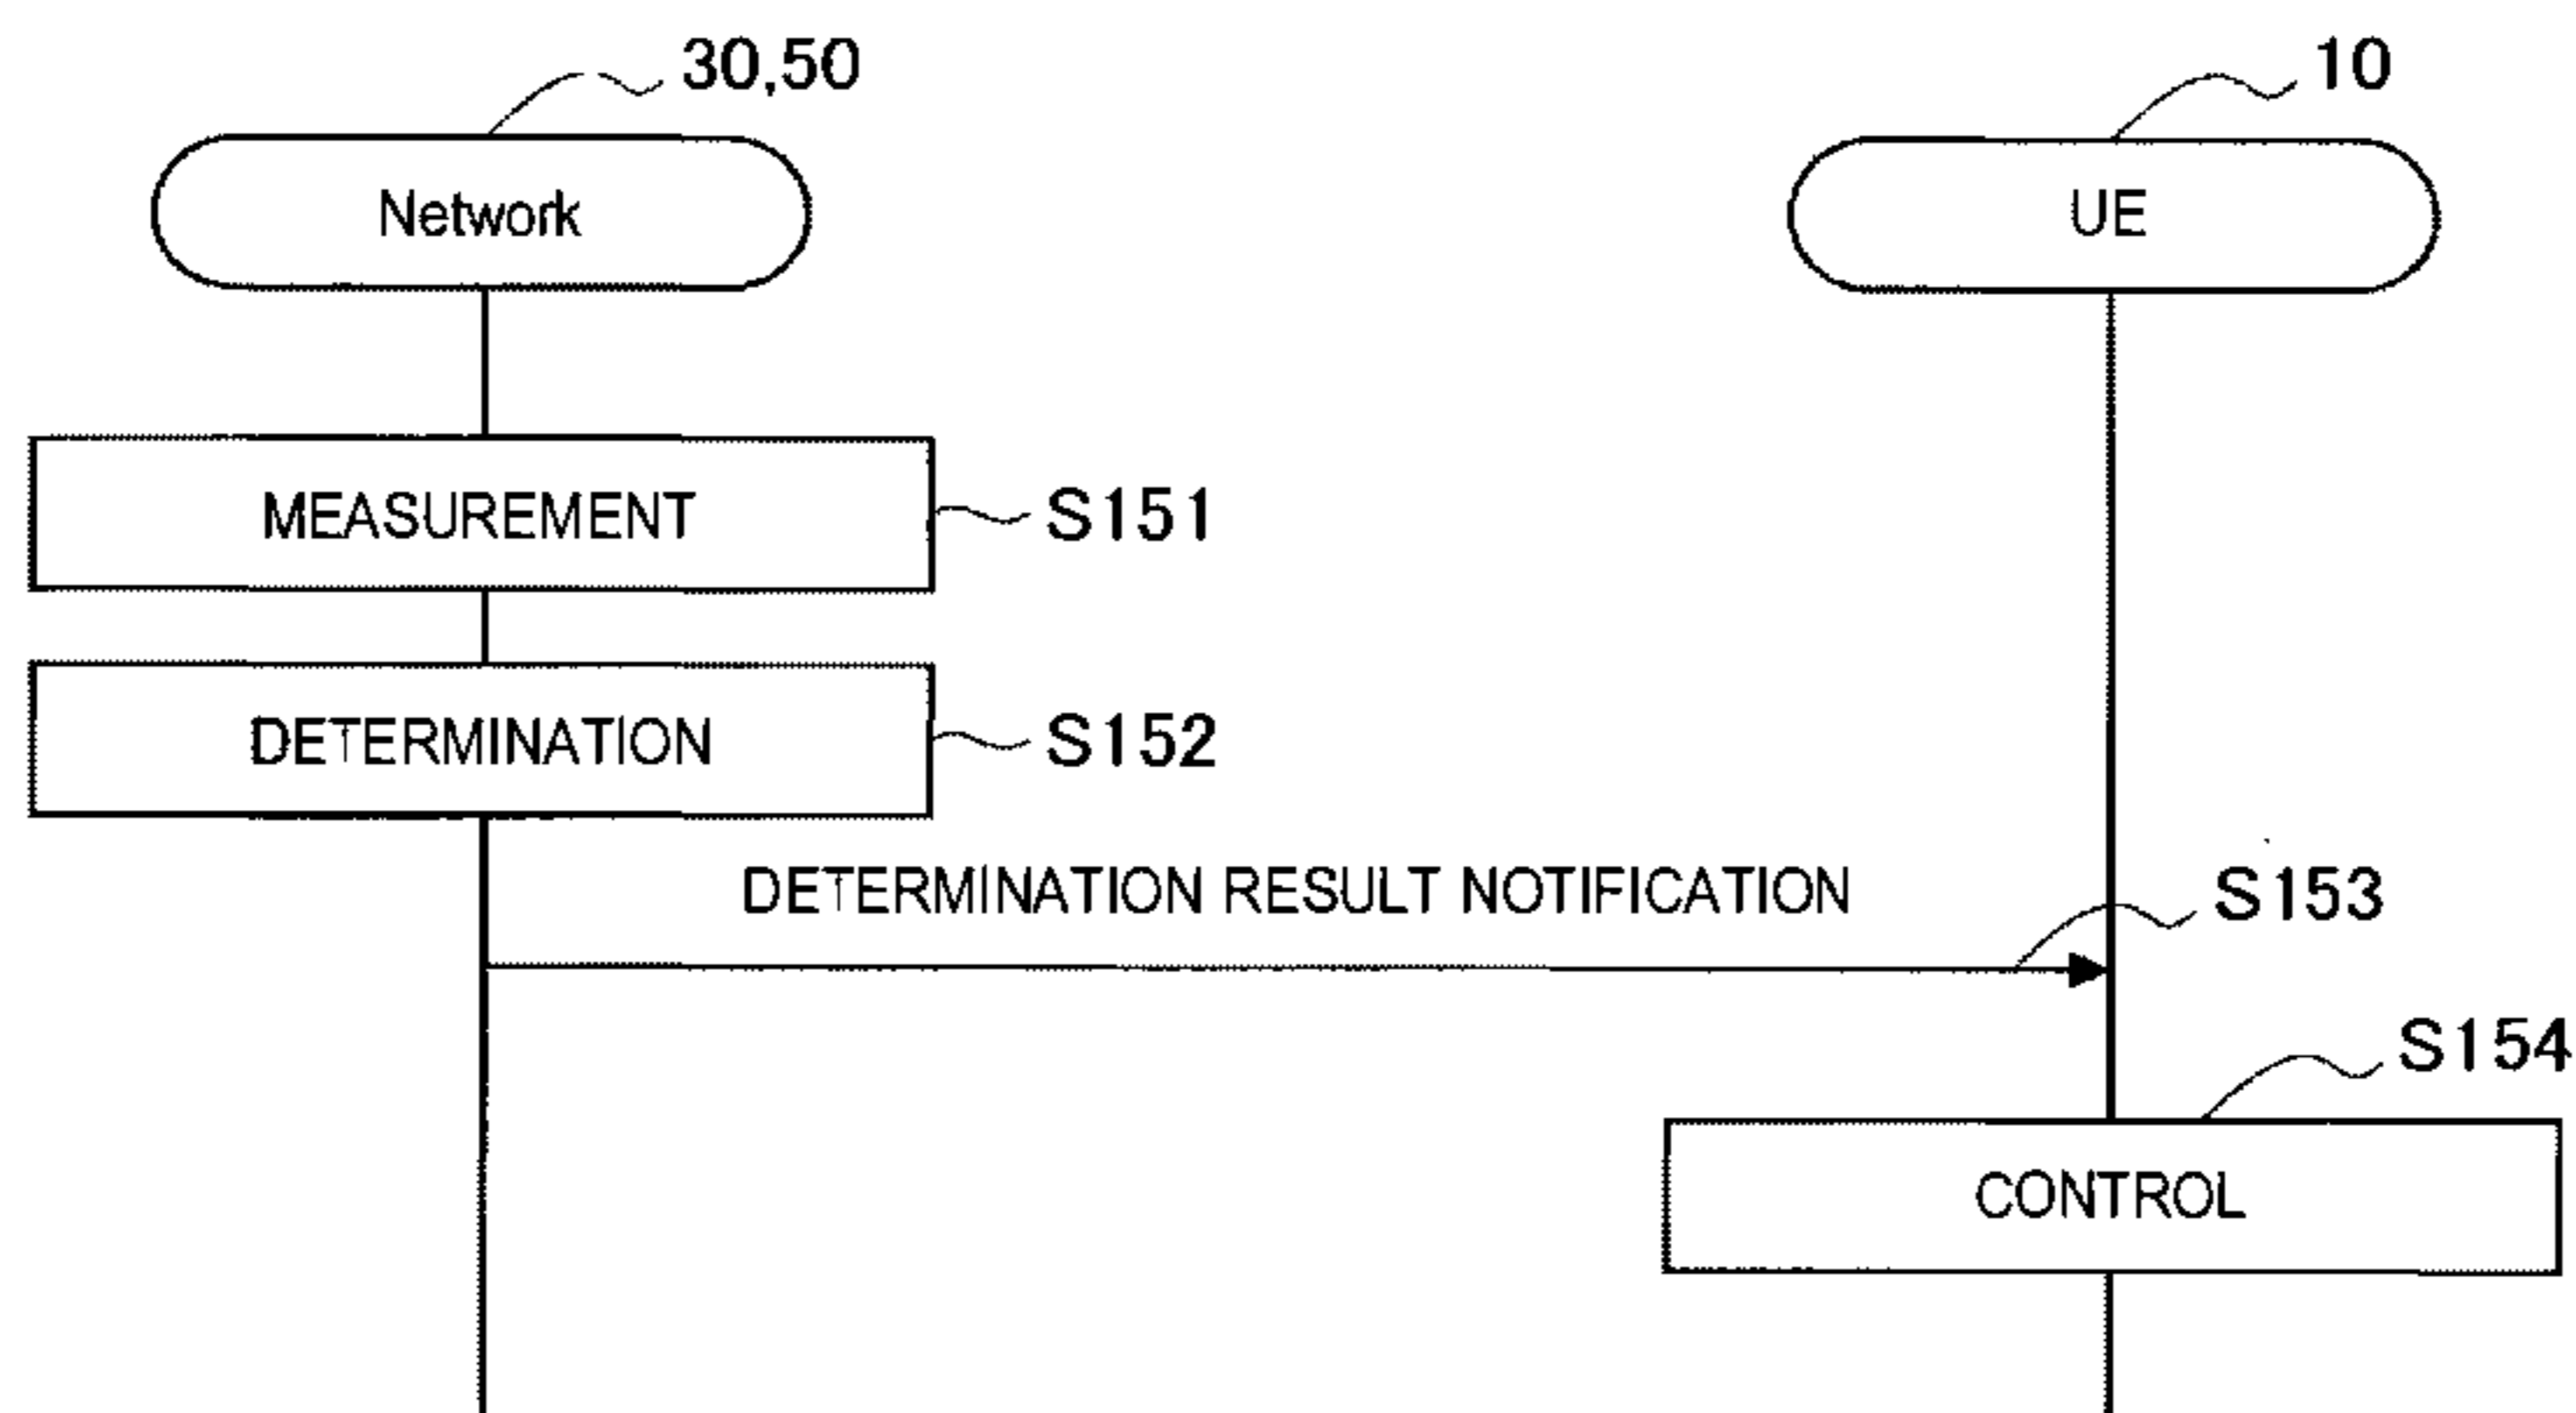 30,50
10
Network
UE
MEASUREMENT
S151
DETERMINATION
S152
DETERMINATION RESULT NOTIFICATION
S153
S154
CONTROL